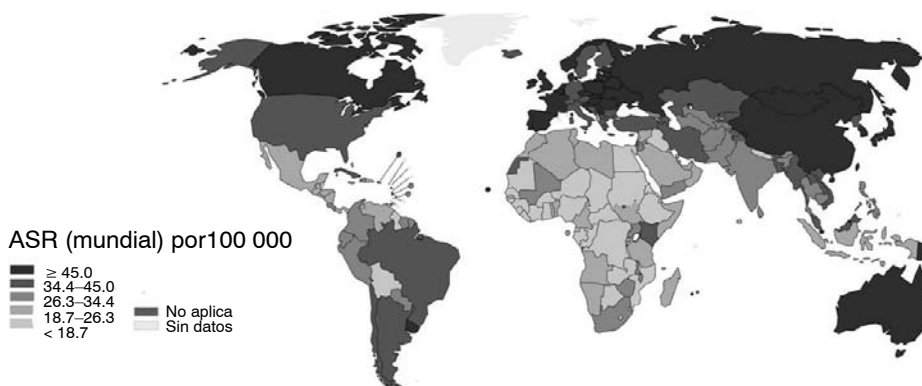 ASR (mundial) por100 000
≥ 45.0
34.4–45.0
26.3–34.4
18.7–26.3
< 18.7
No aplica
Sin datos